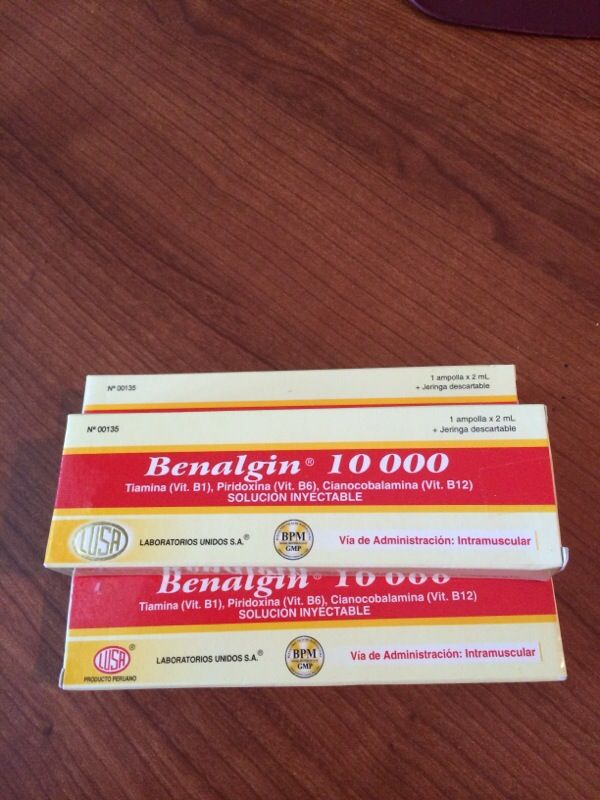 Nº 00135
1 ampolla x 2 mL
+ Jeringa descartable
Nº 00135
1 ampolla x 2 mL
+ Jeringa descartable
Benalgin® 10 000
Tiamina (Vit. B1), Piridoxina (Vit. B6), Cianocobalamina (Vit. B12)
SOLUCIÓN INYECTABLE
LUSA
LABORATORIOS UNIDOS S.A.®
BPM
GMP
Vía de Administración: Intramuscular
Benalgin® 10 000
Tiamina (Vit. B1), Piridoxina (Vit. B6), Cianocobalamina (Vit. B12)
SOLUCIÓN INYECTABLE
LUSA®
PRODUCTO PERUANO
LABORATORIOS UNIDOS S.A.®
BPM
GMP
Vía de Administración: Intramuscular